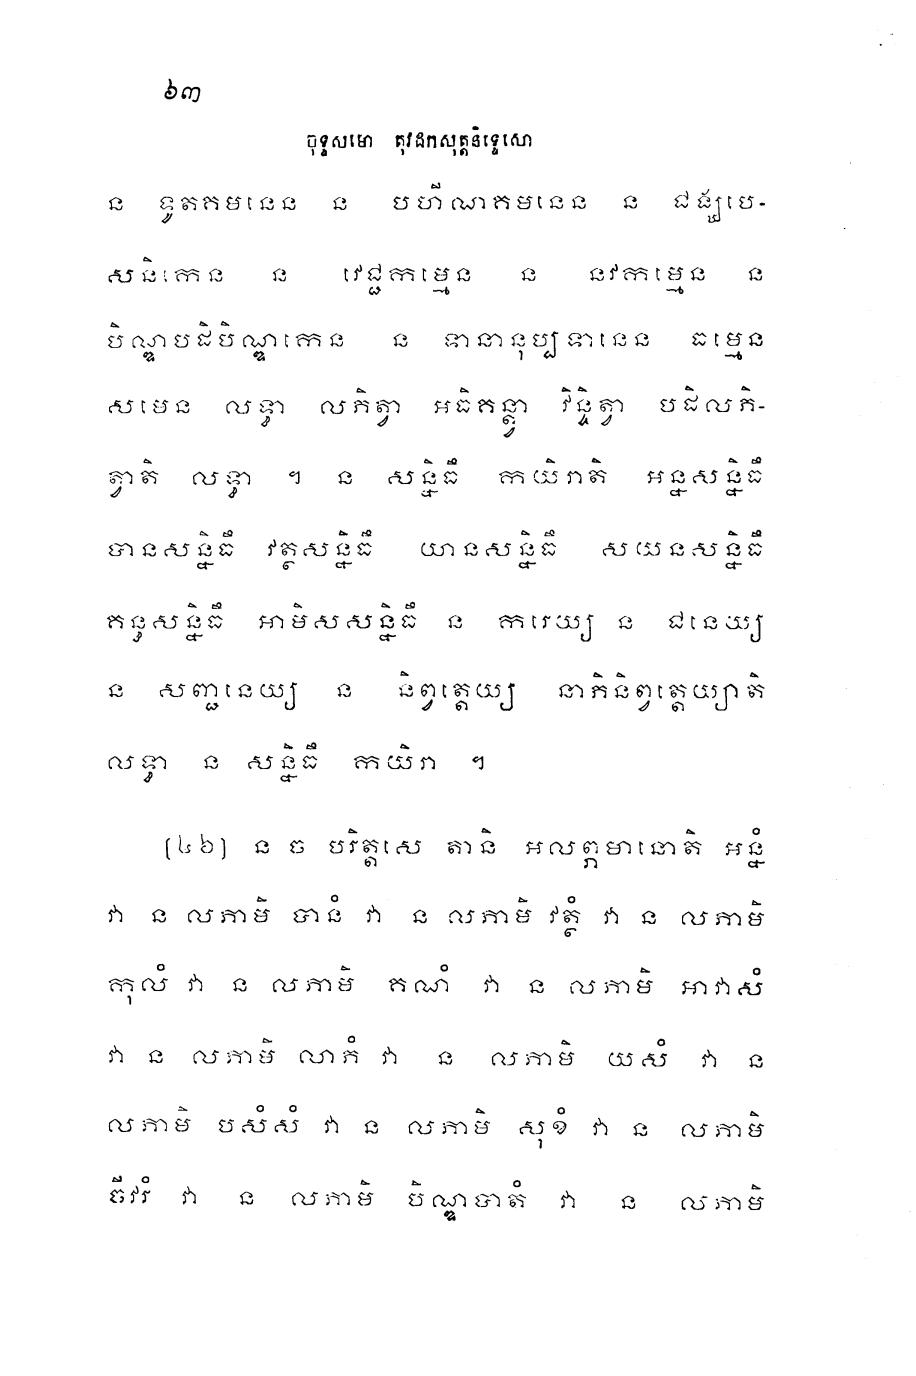 ៦៣
ចុទ្ទសមោ តុវដកសុត្តនិទ្ទេសោ
ន ទូតកមនេន ន បហីណកមនេន ន ជង្ឃបេ-
សនិកេន ន វេជ្ជកម្មេន ន នវកម្មេន ន
បិណ្ឌបដិបិណ្ឌកេន ន ទានានុប្បទានេន ធម្មេន
សមេន លទ្ធា លភិត្វា អធិគន្ត្វា វិន្ទិត្វា បដិលភិ-
ត្វាតិ លទ្ធា ។ ន សន្និធឹ កយិរាតិ អន្នសន្និធឹ
បានសន្និធឹ វត្ថសន្និធឹ យានសន្និធឹ សយនសន្និធឹ
គន្ធសន្និធឹ អាមិសសន្និធឹ ន ករេយ្យ ន ជនេយ្យ
ន សញ្ជនេយ្យ ន និព្វត្តេយ្យ នាភិនិព្វត្តេយ្យាតិ
លទ្ធា ន សន្និធឹ កយិរា ។
(៤៦) ន ច បរិត្តសេ តានិ អលព្ភមានោតិ អន្នំ
វា ន លភាមិ បានំ វា ន លភាមិ វត្ថំ វា ន លភាមិ
កុលំ វា ន លភាមិ គណំ វា ន លភាមិ អាវាសំ
វា ន លភាមិ លាភំ វា ន លភាមិ យសំ វា ន
លភាមិ បសំសំ វា ន លភាមិ សុខំ វា ន លភាមិ
ចីវរំ វា ន លភាមិ បិណ្ឌបាតំ វា ន លភាមិ